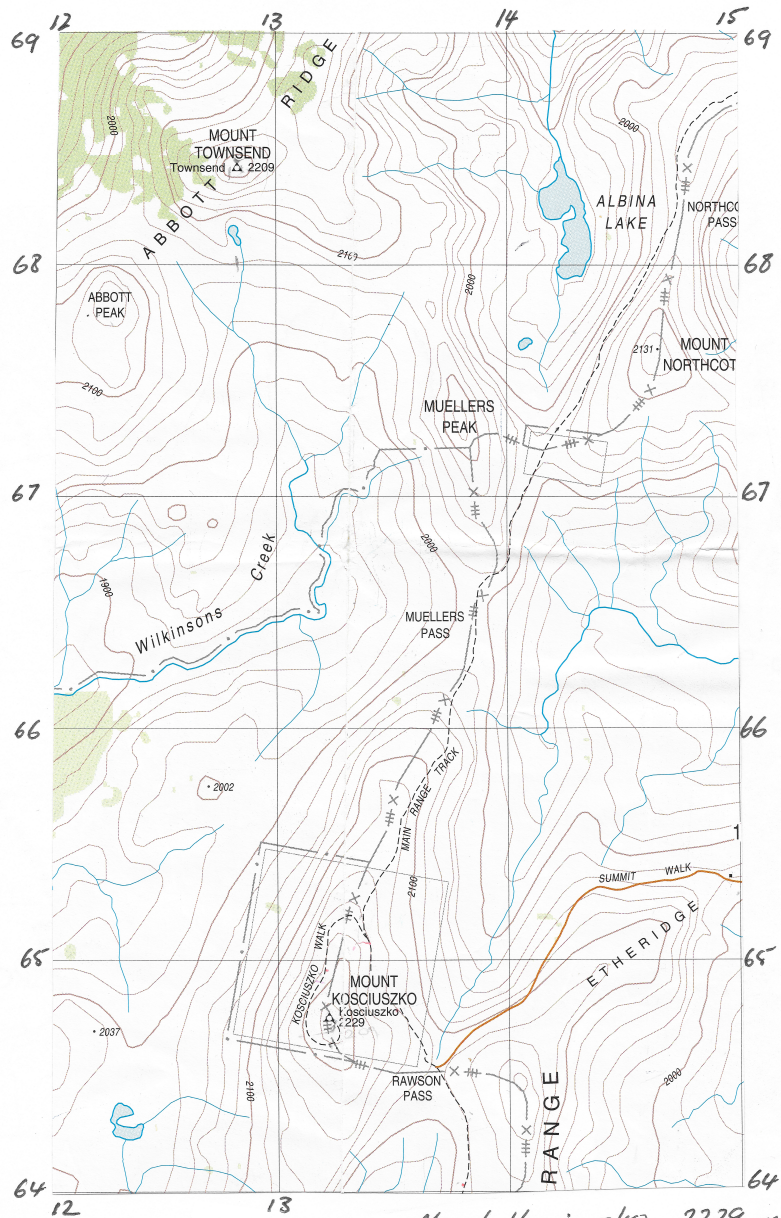 12 13 14 15
69 69
RIDGE
2000
2000
MOUNT
TOWNSEND
Townsend 2209
ABBOTT
ALBINA
LAKE
NORTHCO
PASS
68 68
2000
ABBOTT
PEAK
2131
MOUNT
NORTHCOT
2100
MUELLERS
PEAK
67 67
Creek
2000
1900
Wilkinsons
MUELLERS
PASS
66 66
MAIN RANGE TRACK
2002
1
SUMMIT WALK
2100
ETHERIDGE
KOSCIUSZKO WALK
65 65
MOUNT
KOSCIUSZKO
Kosciuszko
229
2037
RAWSON
PASS
2100
2000
RANGE
64 64
12 13